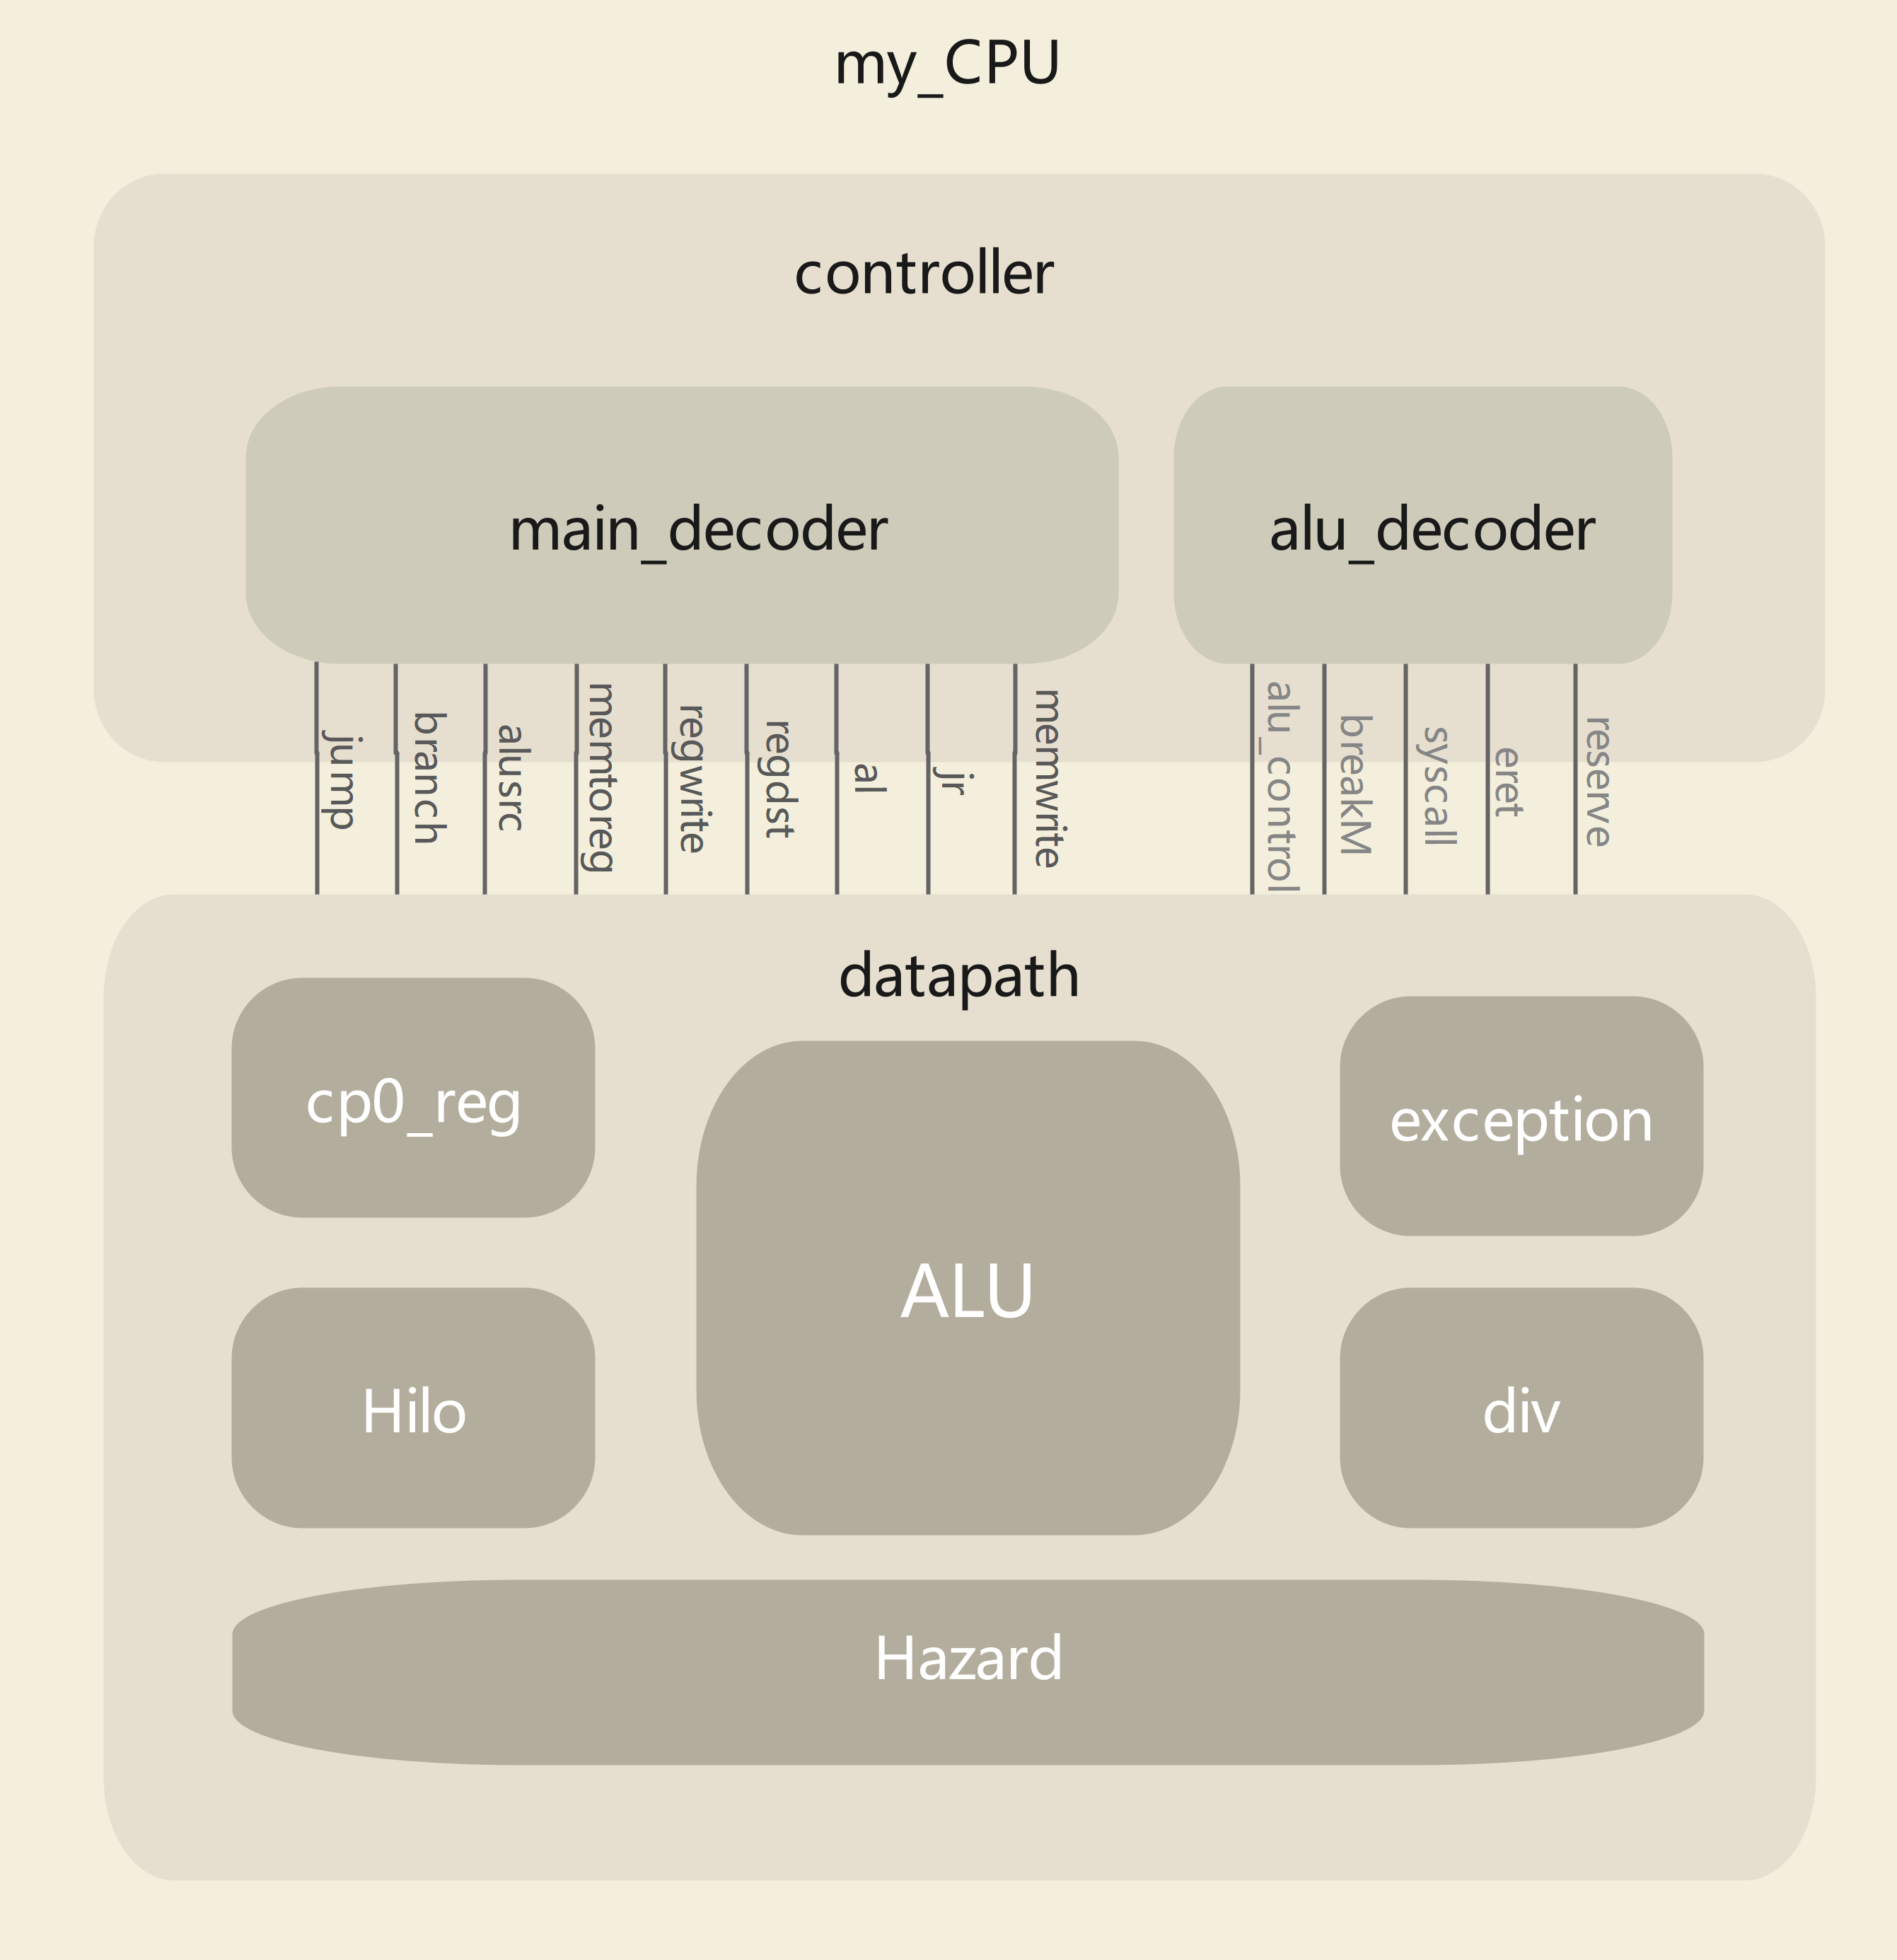 my_CPU
controller
main_decoder
alu_decoder
jump
branch
alusrc
memtoreg
regwrite
regdst
al
jr
memwrite
alu_control
breakM
syscall
eret
reserve
datapath
cp0_reg
exception
ALU
Hilo
div
Hazard